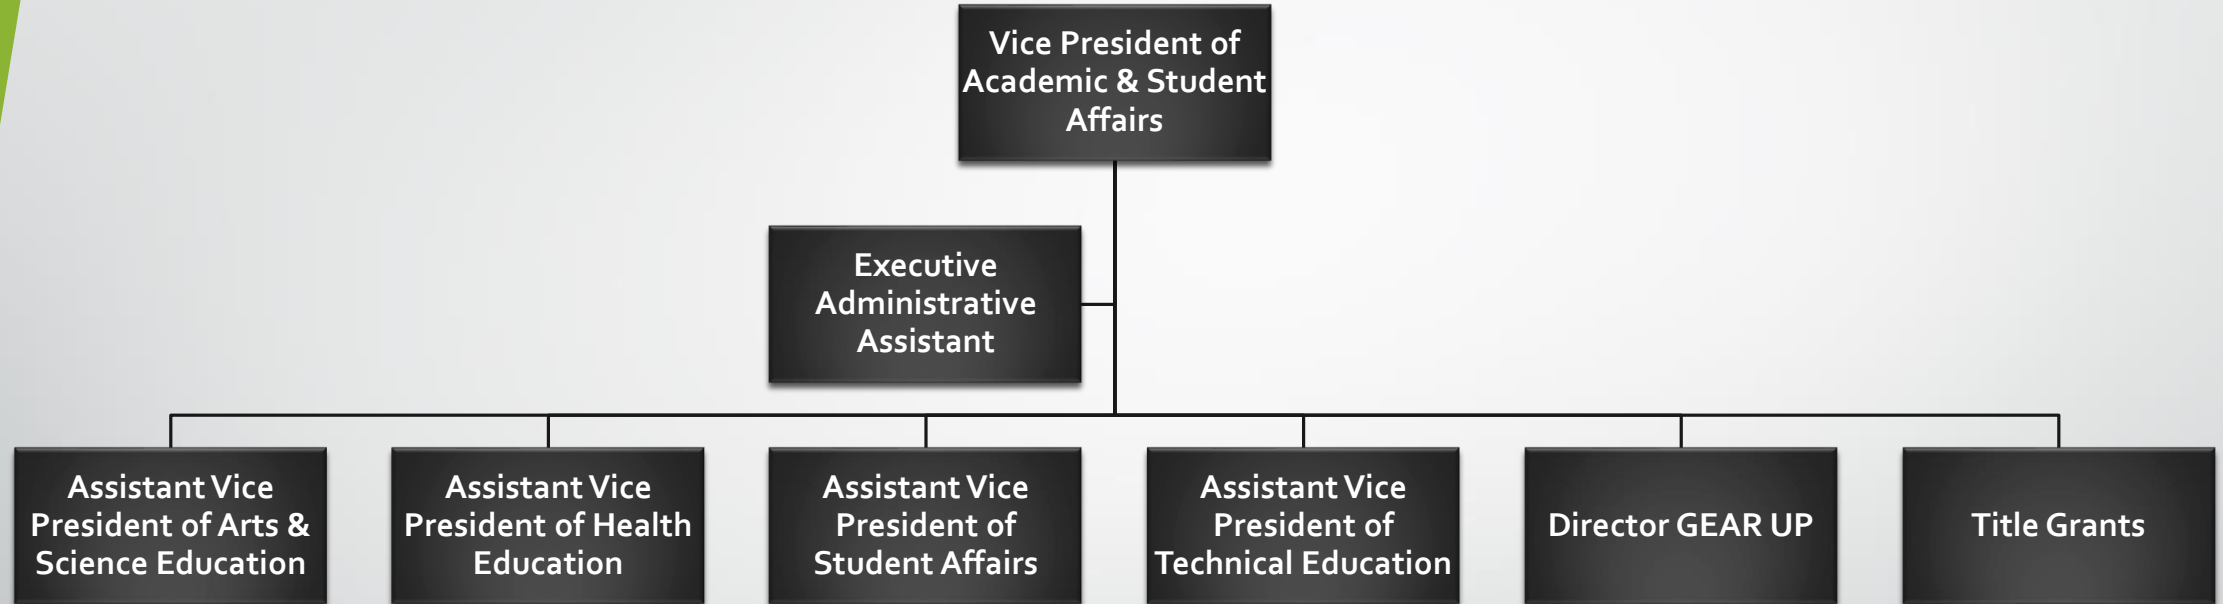 Vice President of
Academic & Student
Affairs
Executive
Administrative
Assistant
Assistant Vice
President of Arts &
Science Education
Assistant Vice
President of Health
Education
Assistant Vice
President of
Student Affairs
Assistant Vice
President of
Technical Education
Director GEAR UP
Title Grants